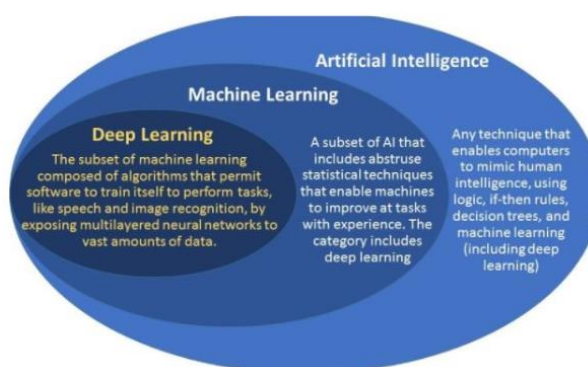 Artificial Intelligence
Machine Learning
Deep Learning
The subset of machine learning
composed of algorithms that permit
software to train itself to perform tasks,
like speech and image recognition, by
exposing multilayered neural networks to
vast amounts of data.
A subset of AI that
includes abstruse
statistical techniques
that enable machines
to improve at tasks
with experience. The
category includes
deep learning
Any technique that
enables computers
to mimic human
intelligence, using
logic, if-then rules,
decision trees, and
machine learning
(including deep
learning)